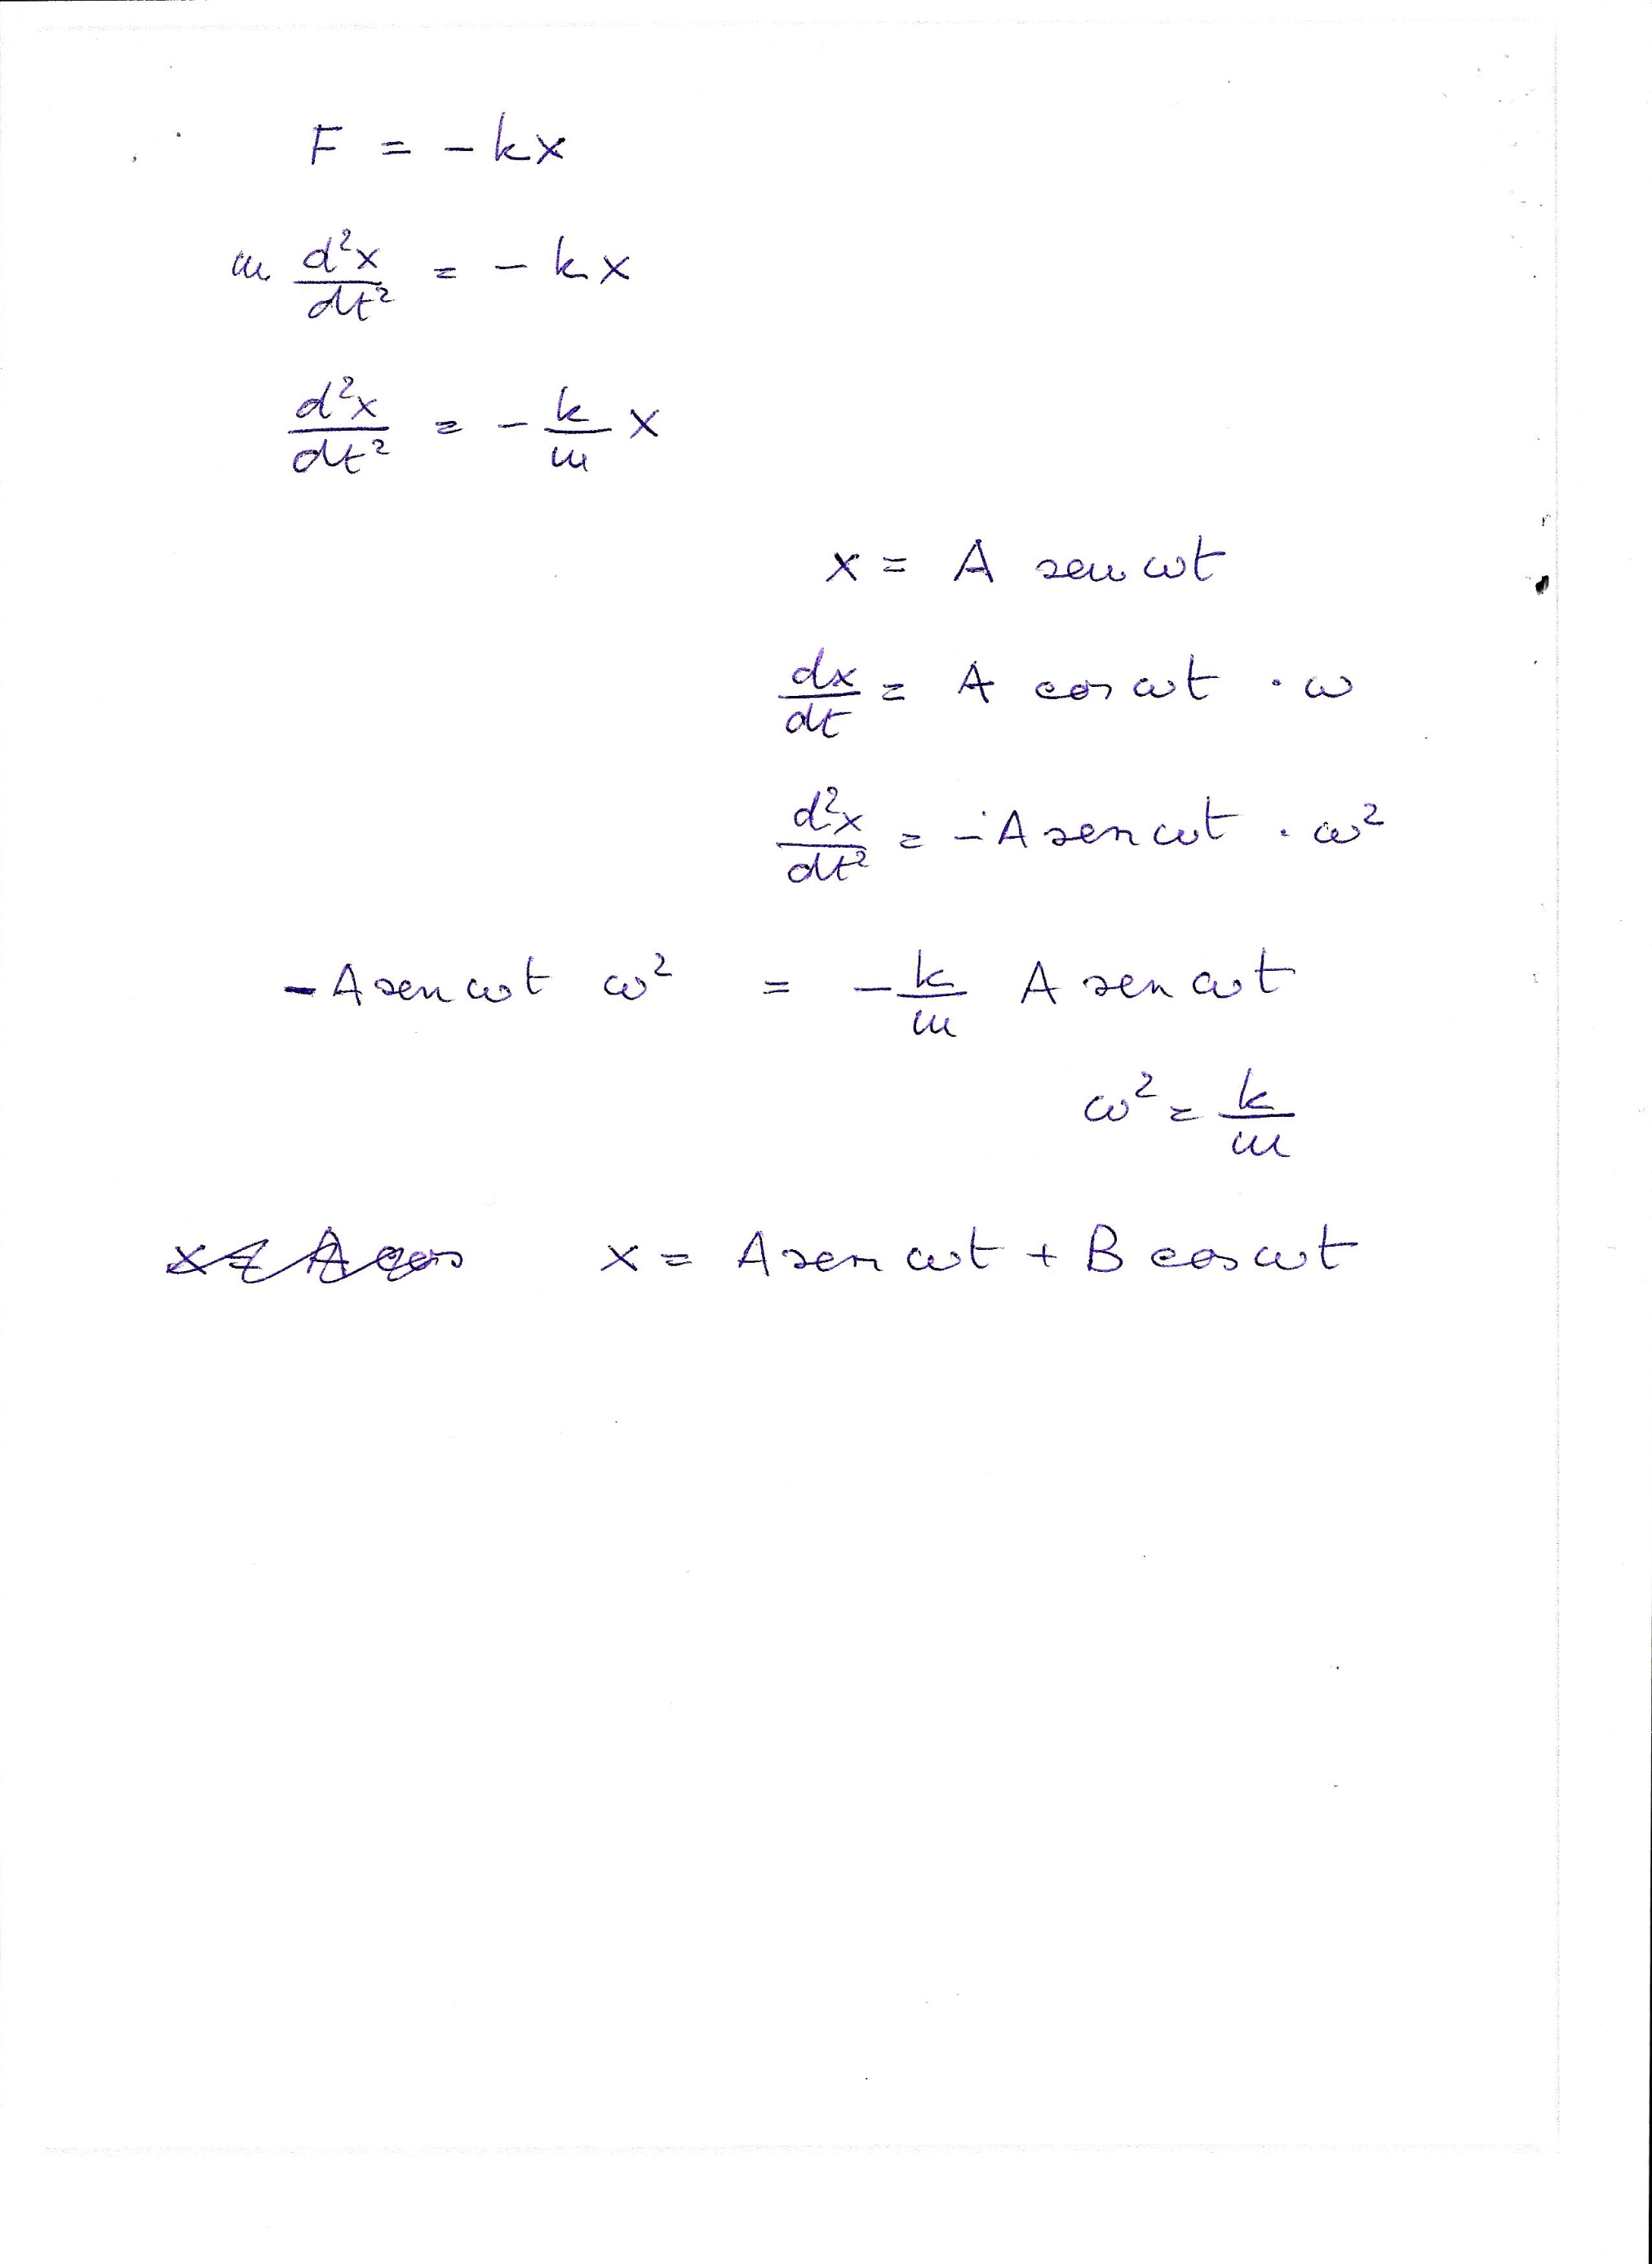 F = - kx
m d²x/dt² = - kx
d²x/dt² = - k/m x
x = A sen ωt
dx/dt = A cos ωt · ω
d²x/dt² = - A sen ωt · ω²
- A sen ωt ω² = - k/m A sen ωt
ω² = k/m
x = A cos x = A sen ωt + B cos ωt